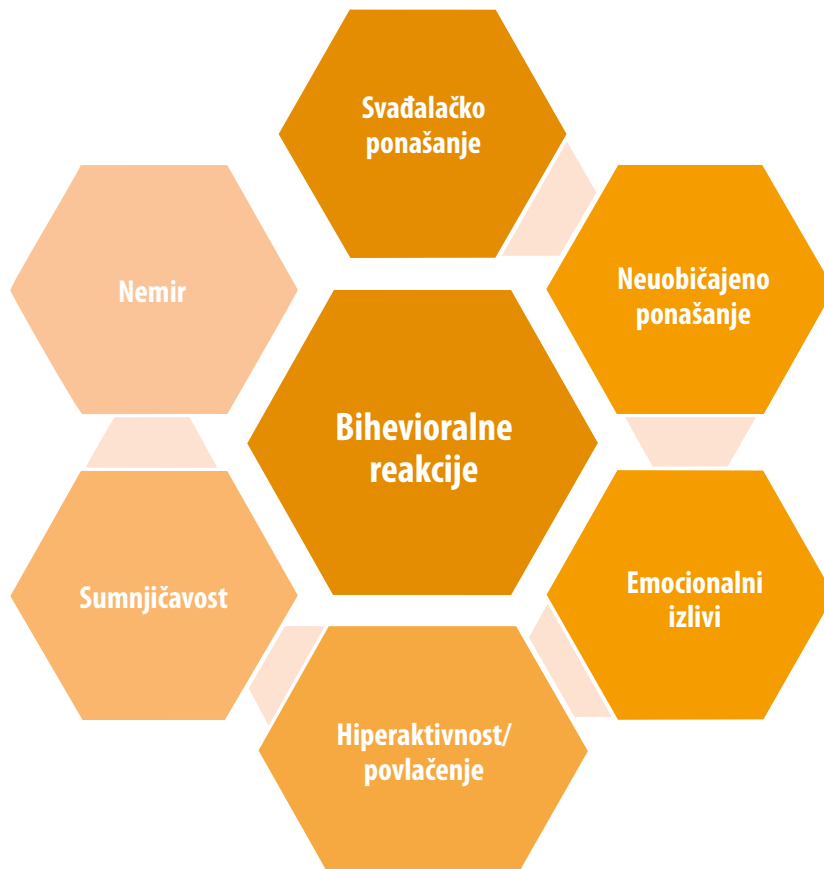 Svađalačko
ponašanje
Neuobičajeno
ponašanje
Emocionalni
izlivi
Hiperaktivnost/
povlačenje
Sumnjičavost
Nemir
Bihevioralne
reakcije